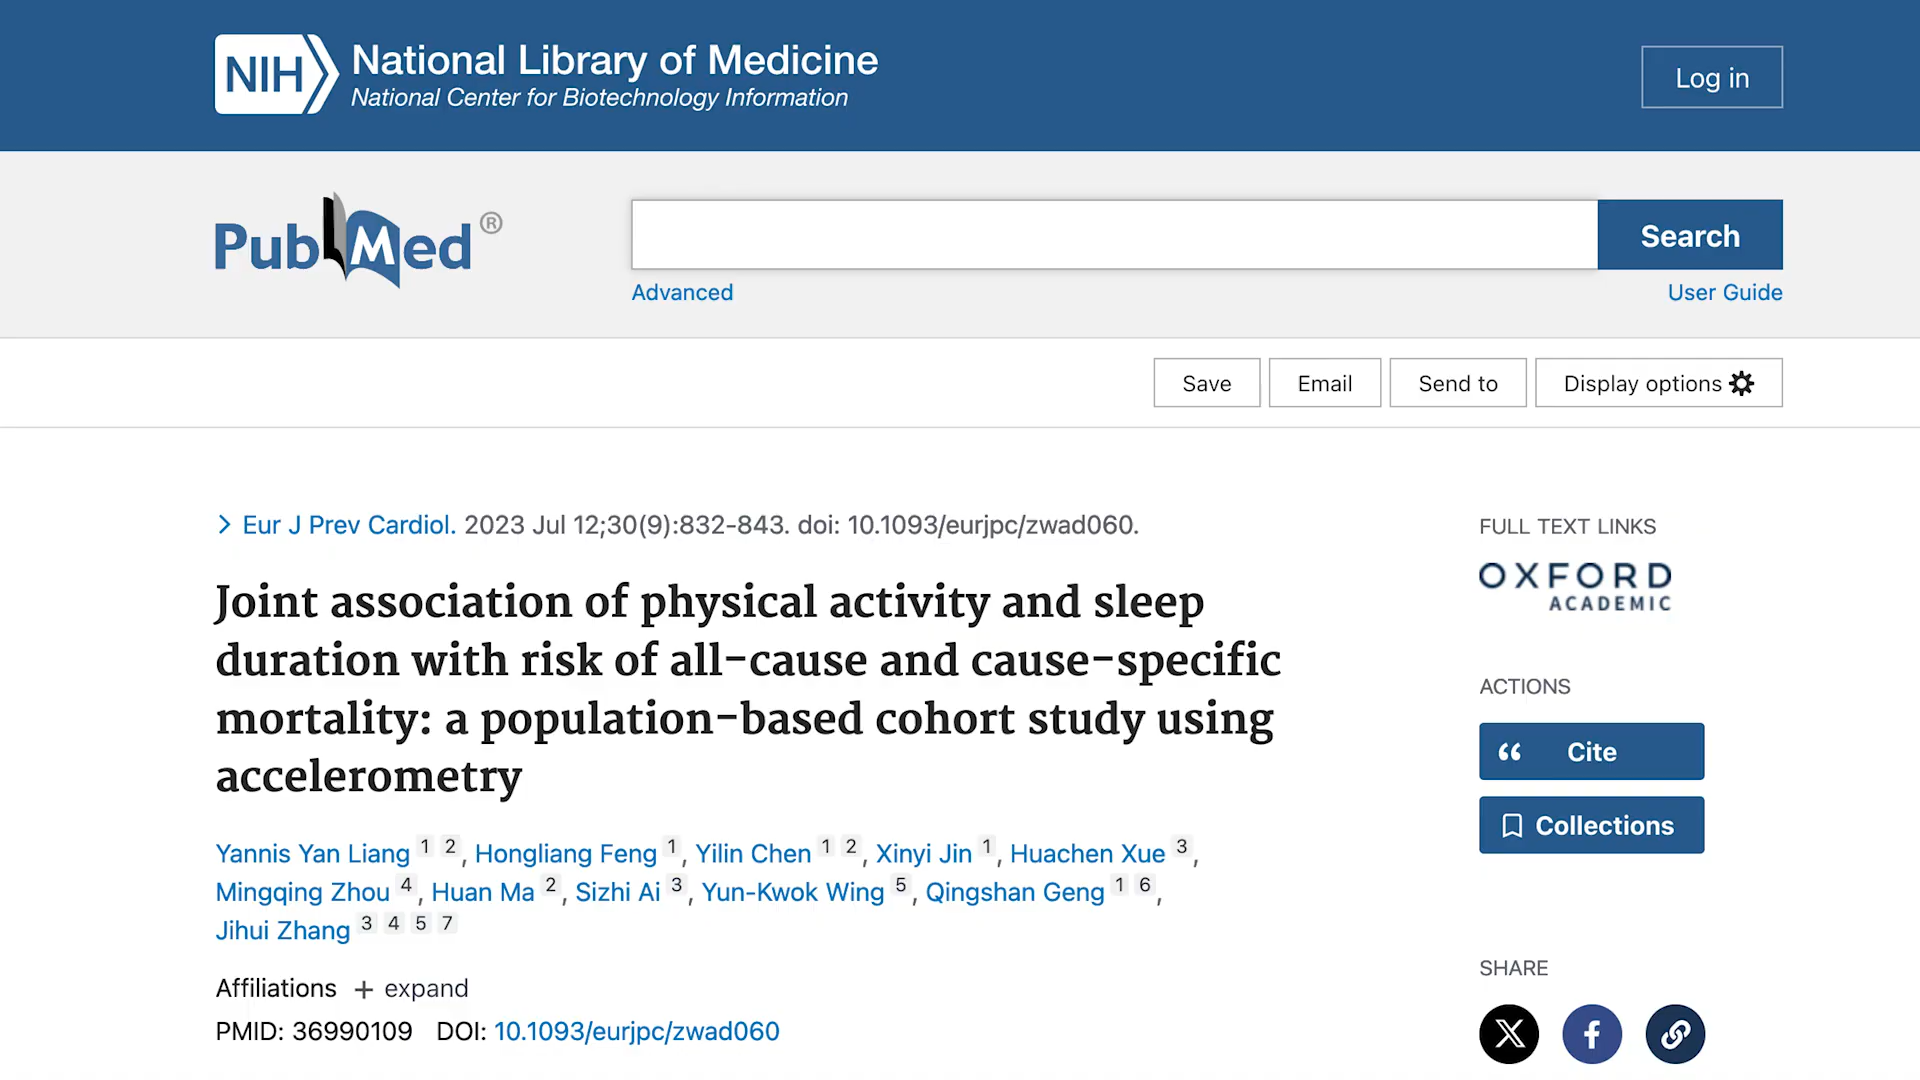 NIH National Library of Medicine
National Center for Biotechnology Information
Log in
PubMed®
Search
Advanced
User Guide
Save
Email
Send to
Display options
Eur J Prev Cardiol. 2023 Jul 12;30(9):832-843. doi: 10.1093/eurjpc/zwad060.
Joint association of physical activity and sleep
duration with risk of all-cause and cause-specific
mortality: a population-based cohort study using
accelerometry
Yannis Yan Liang 1 2, Hongliang Feng 1, Yilin Chen 1 2, Xinyi Jin 1, Huachen Xue 3,
Mingqing Zhou 4, Huan Ma 2, Sizhi Ai 3, Yun-Kwok Wing 5, Qingshan Geng 1 6,
Jihui Zhang 3 4 5 7
Affiliations + expand
PMID: 36990109 DOI: 10.1093/eurjpc/zwad060
FULL TEXT LINKS
OXFORD
ACADEMIC
ACTIONS
Cite
Collections
SHARE